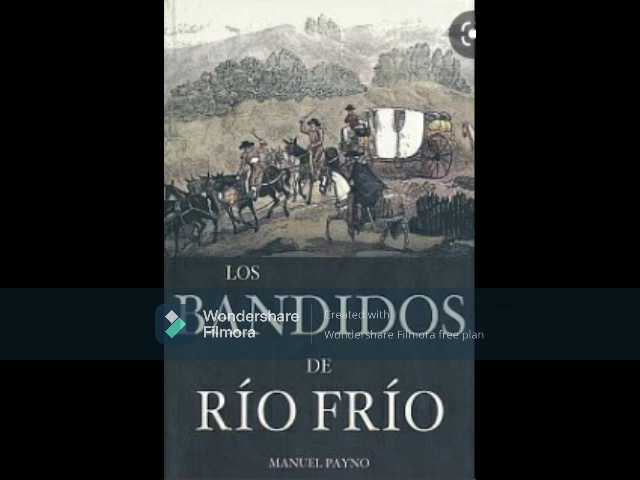 LOS
BANDIDOS
Wondershare
Filmora
Created with
Wondershare Filmora free plan
DE
RÍO FRÍO
MANUEL PAYNO